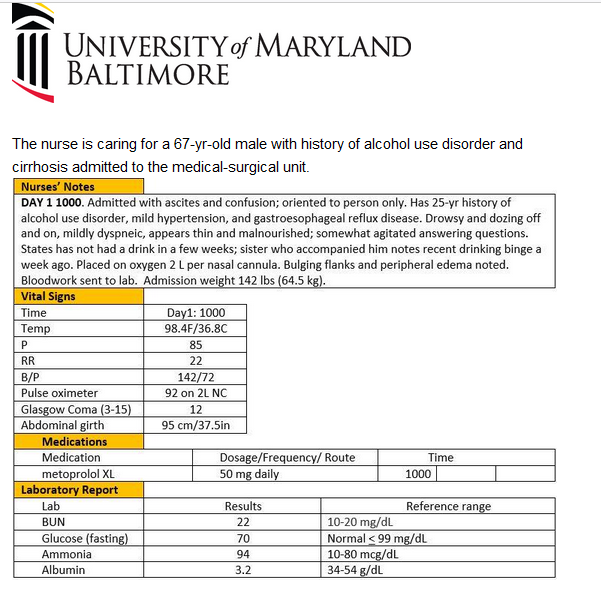 UNIVERSITY of MARYLAND
BALTIMORE
The nurse is caring for a 67-yr-old male with history of alcohol use disorder and
cirrhosis admitted to the medical-surgical unit.
Nurses' Notes
DAY 1 1000. Admitted with ascites and confusion; oriented to person only. Has 25-yr history of
alcohol use disorder, mild hypertension, and gastroesophageal reflux disease. Drowsy and dozing off
and on, mildly dyspneic, appears thin and malnourished; somewhat agitated answering questions.
States has not had a drink in a few weeks; sister who accompanied him notes recent drinking binge a
week ago. Placed on oxygen 2 L per nasal cannula. Bulging flanks and peripheral edema noted.
Bloodwork sent to lab. Admission weight 142 lbs (64.5 kg).
Vital Signs
Time Day1: 1000
Temp 98.4F/36.8C
P 85
RR 22
B/P 142/72
Pulse oximeter 92 on 2L NC
Glasgow Coma (3-15) 12
Abdominal girth 95 cm/37.5in
Medications
Medication Dosage/Frequency/ Route Time
metoprolol XL 50 mg daily 1000
Laboratory Report
Lab Results Reference range
BUN 22 10-20 mg/dL
Glucose (fasting) 70 Normal ≤ 99 mg/dL
Ammonia 94 10-80 mcg/dL
Albumin 3.2 34-54 g/dL